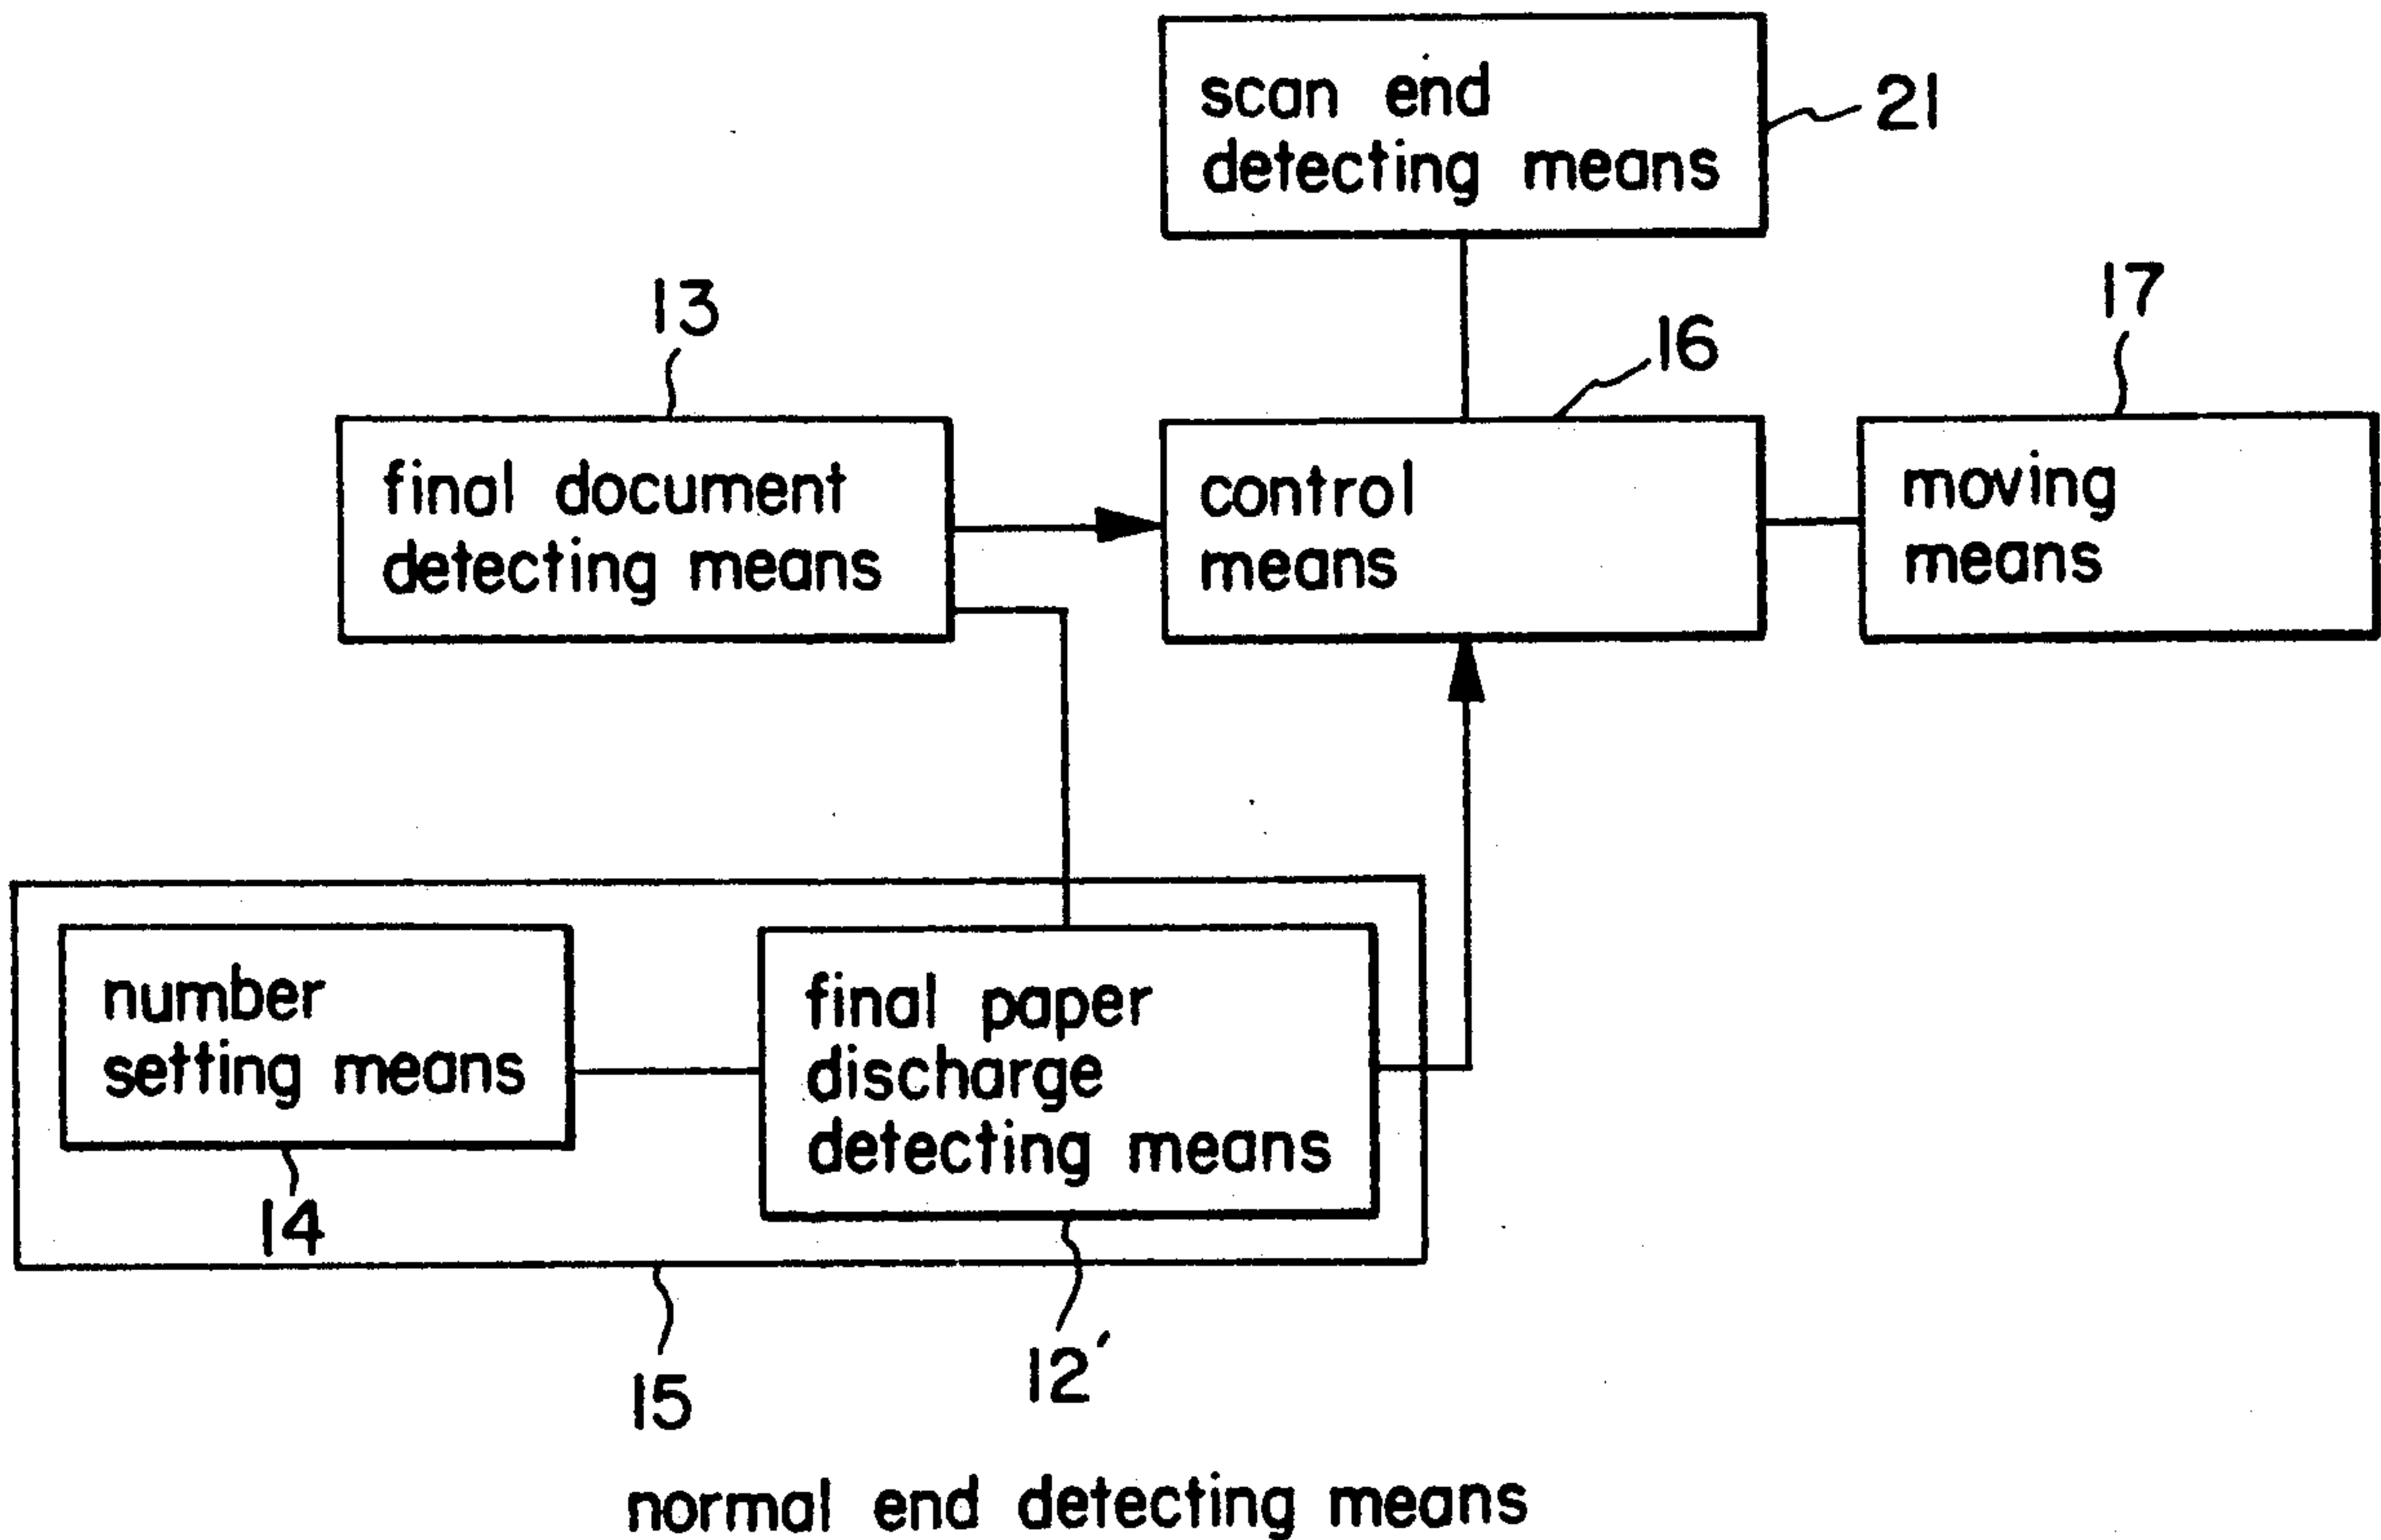 scan end
detecting means
21
13
16
17
final document
detecting means
control
means
moving
means
number
setting means
final paper
discharge
detecting means
14
12'
15
normal end detecting means